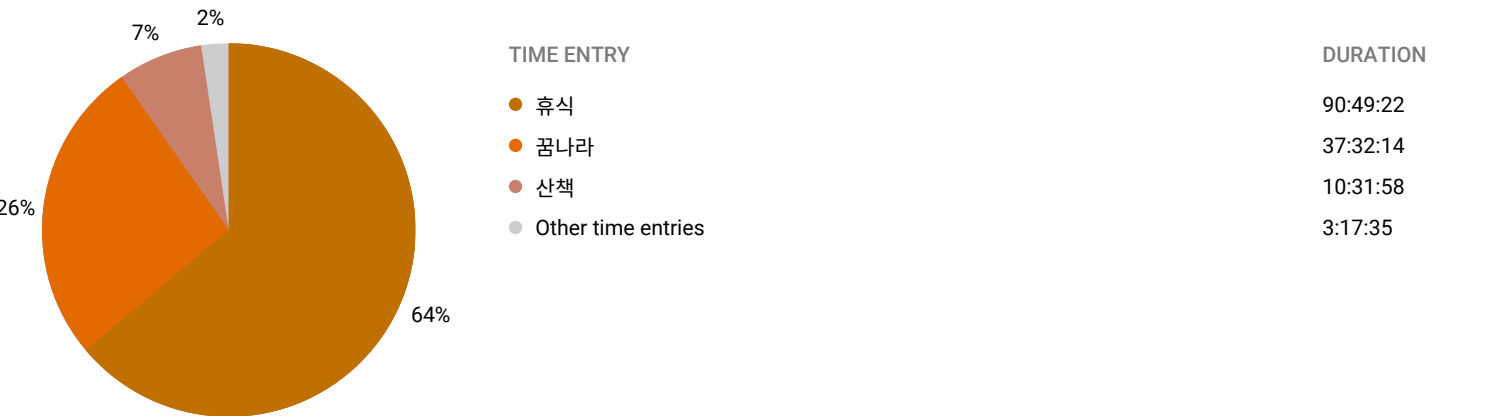 2%
7%
26%
64%
TIME ENTRY DURATION
휴식 90:49:22
꿈나라 37:32:14
산책 10:31:58
Other time entries 3:17:35